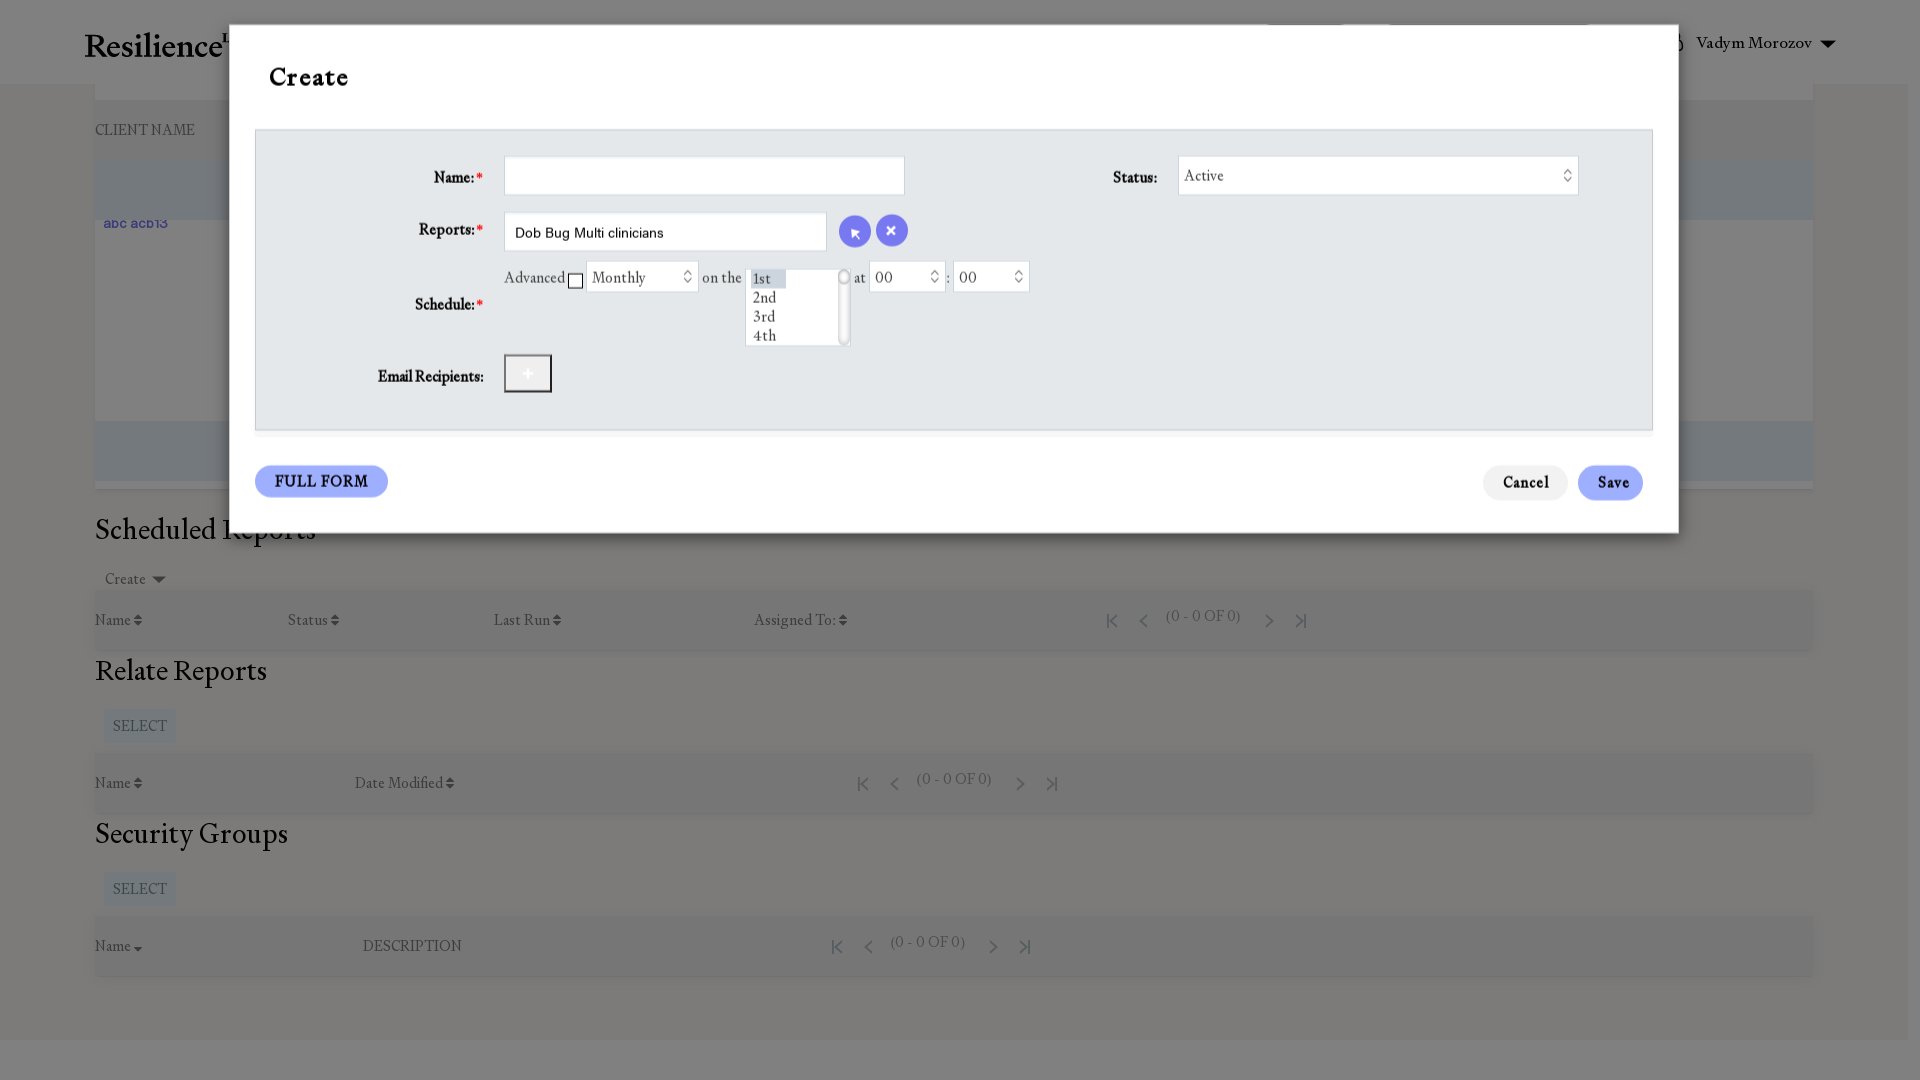 Resilience
Vadym Morozov
Create
CLIENT NAME
Name:*
Status:
Active
abc acb13
Reports:*
Dob Bug Multi clinicians
Schedule:*
Advanced Monthly on the 1st at 00 : 00
2nd
3rd
4th
Email Recipients:
+
FULL FORM
Cancel
Save
Scheduled Reports
Create
Name Status Last Run Assigned To: (0 - 0 OF 0)
Relate Reports
SELECT
Name Date Modified (0 - 0 OF 0)
Security Groups
SELECT
Name DESCRIPTION (0 - 0 OF 0)